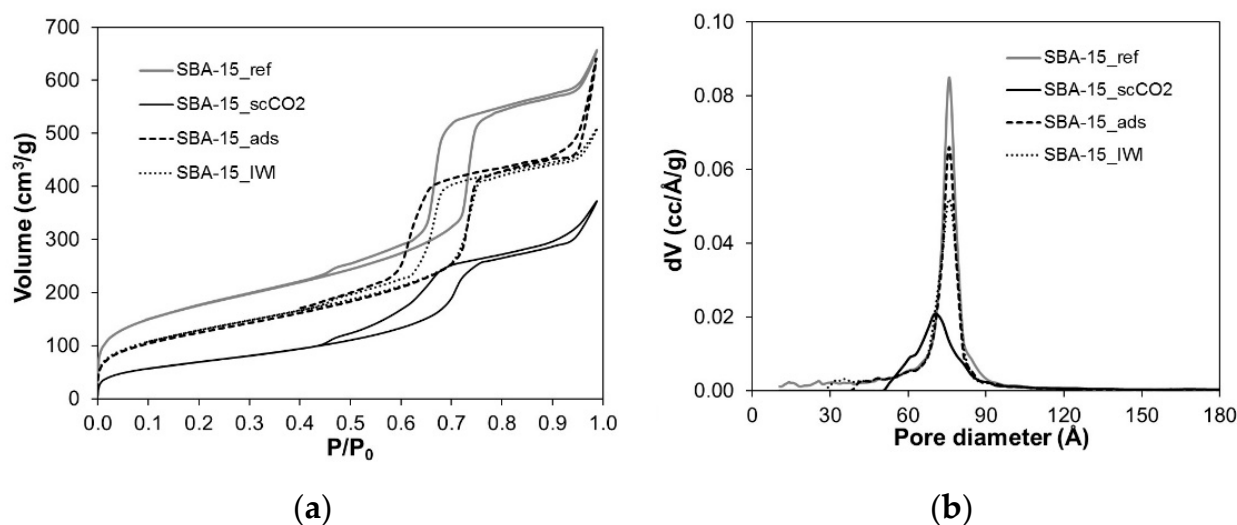 700
600
500
400
300
200
100
0
Volume (cm³/g)
SBA-15_ref
SBA-15_scCO2
SBA-15_ads
SBA-15_IWI
0.0 0.1 0.2 0.3 0.4 0.5 0.6 0.7 0.8 0.9 1.0
P/P₀
(a)
0.10
0.08
0.06
0.04
0.02
0.00
dV (cc/Å/g)
SBA-15_ref
SBA-15_scCO2
SBA-15_ads
SBA-15_IWI
0 30 60 90 120 150 180
Pore diameter (Å)
(b)